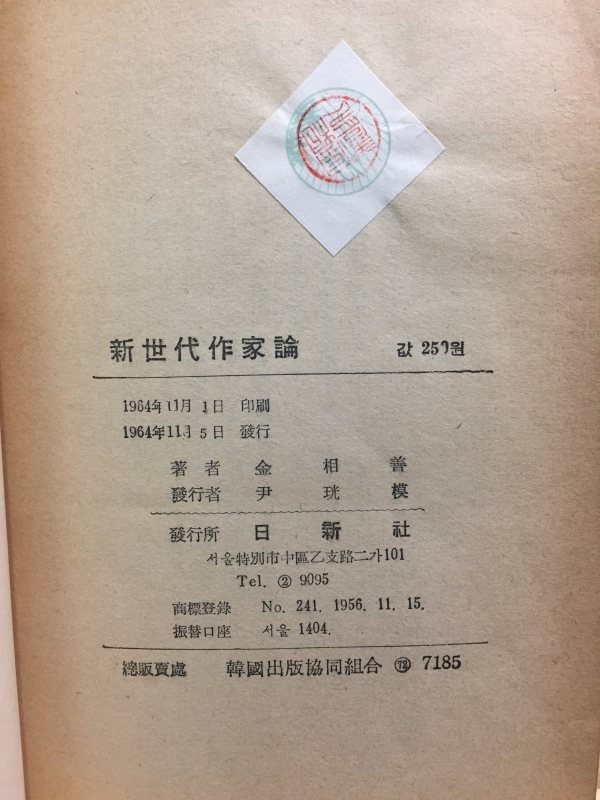 新世代作家論 값 250원
1964年 11月 1日 印刷
1964年 11月 5日 發行
著者 金相善
發行者 尹珖模
發行所 日新社
서울特別市中區乙支路二가101
Tel. ② 9095
商標登錄 No. 241. 1956. 11. 15.
振替口座 서울 1404.
總販賣處 韓國出版協同組合 ㊆ 7185